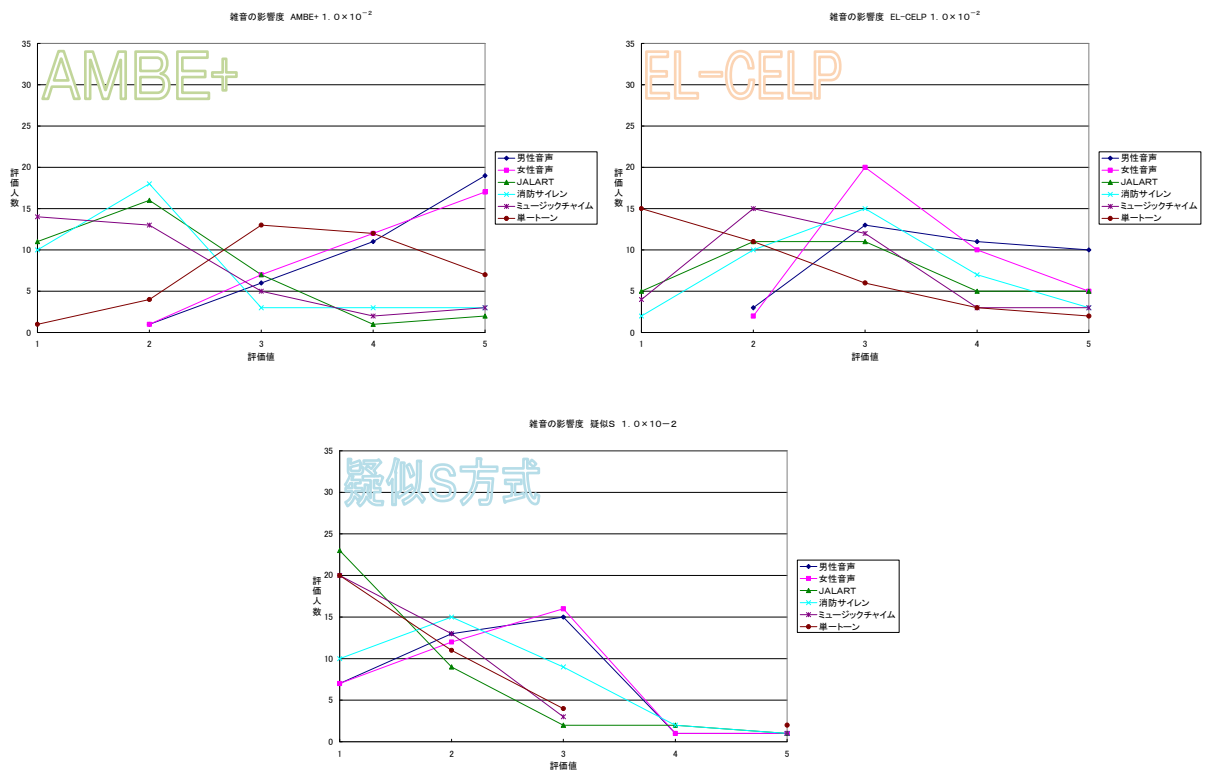 雑音の影響度 AMBE+ 1.0×10⁻²
AMBE+
評価人数
35
30
25
20
15
10
5
0
1 2 3 4 5
評価値
男性音声
女性音声
JALART
消防サイレン
ミュージックチャイム
単一トーン
雑音の影響度 EL-CELP 1.0×10⁻²
EL-CELP
評価人数
35
30
25
20
15
10
5
0
1 2 3 4 5
評価値
男性音声
女性音声
JALART
消防サイレン
ミュージックチャイム
単一トーン
雑音の影響度 疑似S 1.0×10-2
疑似S方式
評価人数
35
30
25
20
15
10
5
0
1 2 3 4 5
評価値
男性音声
女性音声
JALART
消防サイレン
ミュージックチャイム
単一トーン